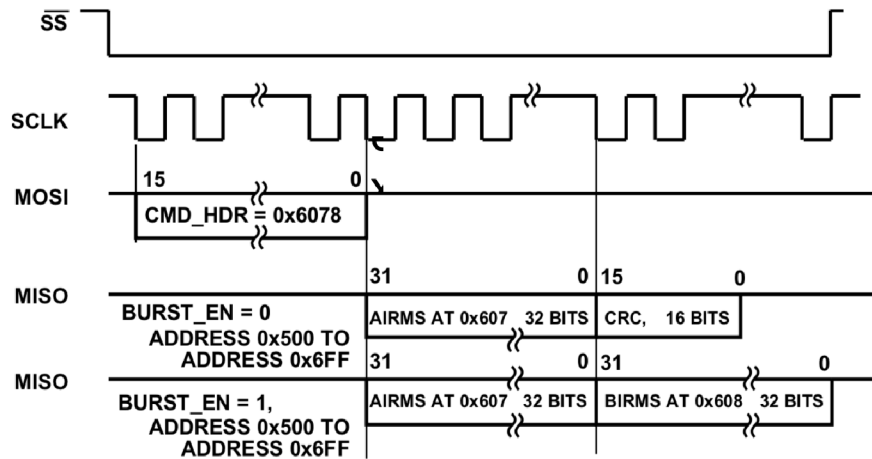 SS
SCLK
15 0
MOSI
CMD_HDR = 0x6078
31 0 15 0
MISO
BURST_EN = 0
AIRMS AT 0x607 32 BITS CRC, 16 BITS
ADDRESS 0x500 TO
ADDRESS 0x6FF
31 0 31 0
MISO
BURST_EN = 1,
AIRMS AT 0x607 32 BITS BIRMS AT 0x608 32 BITS
ADDRESS 0x500 TO
ADDRESS 0x6FF